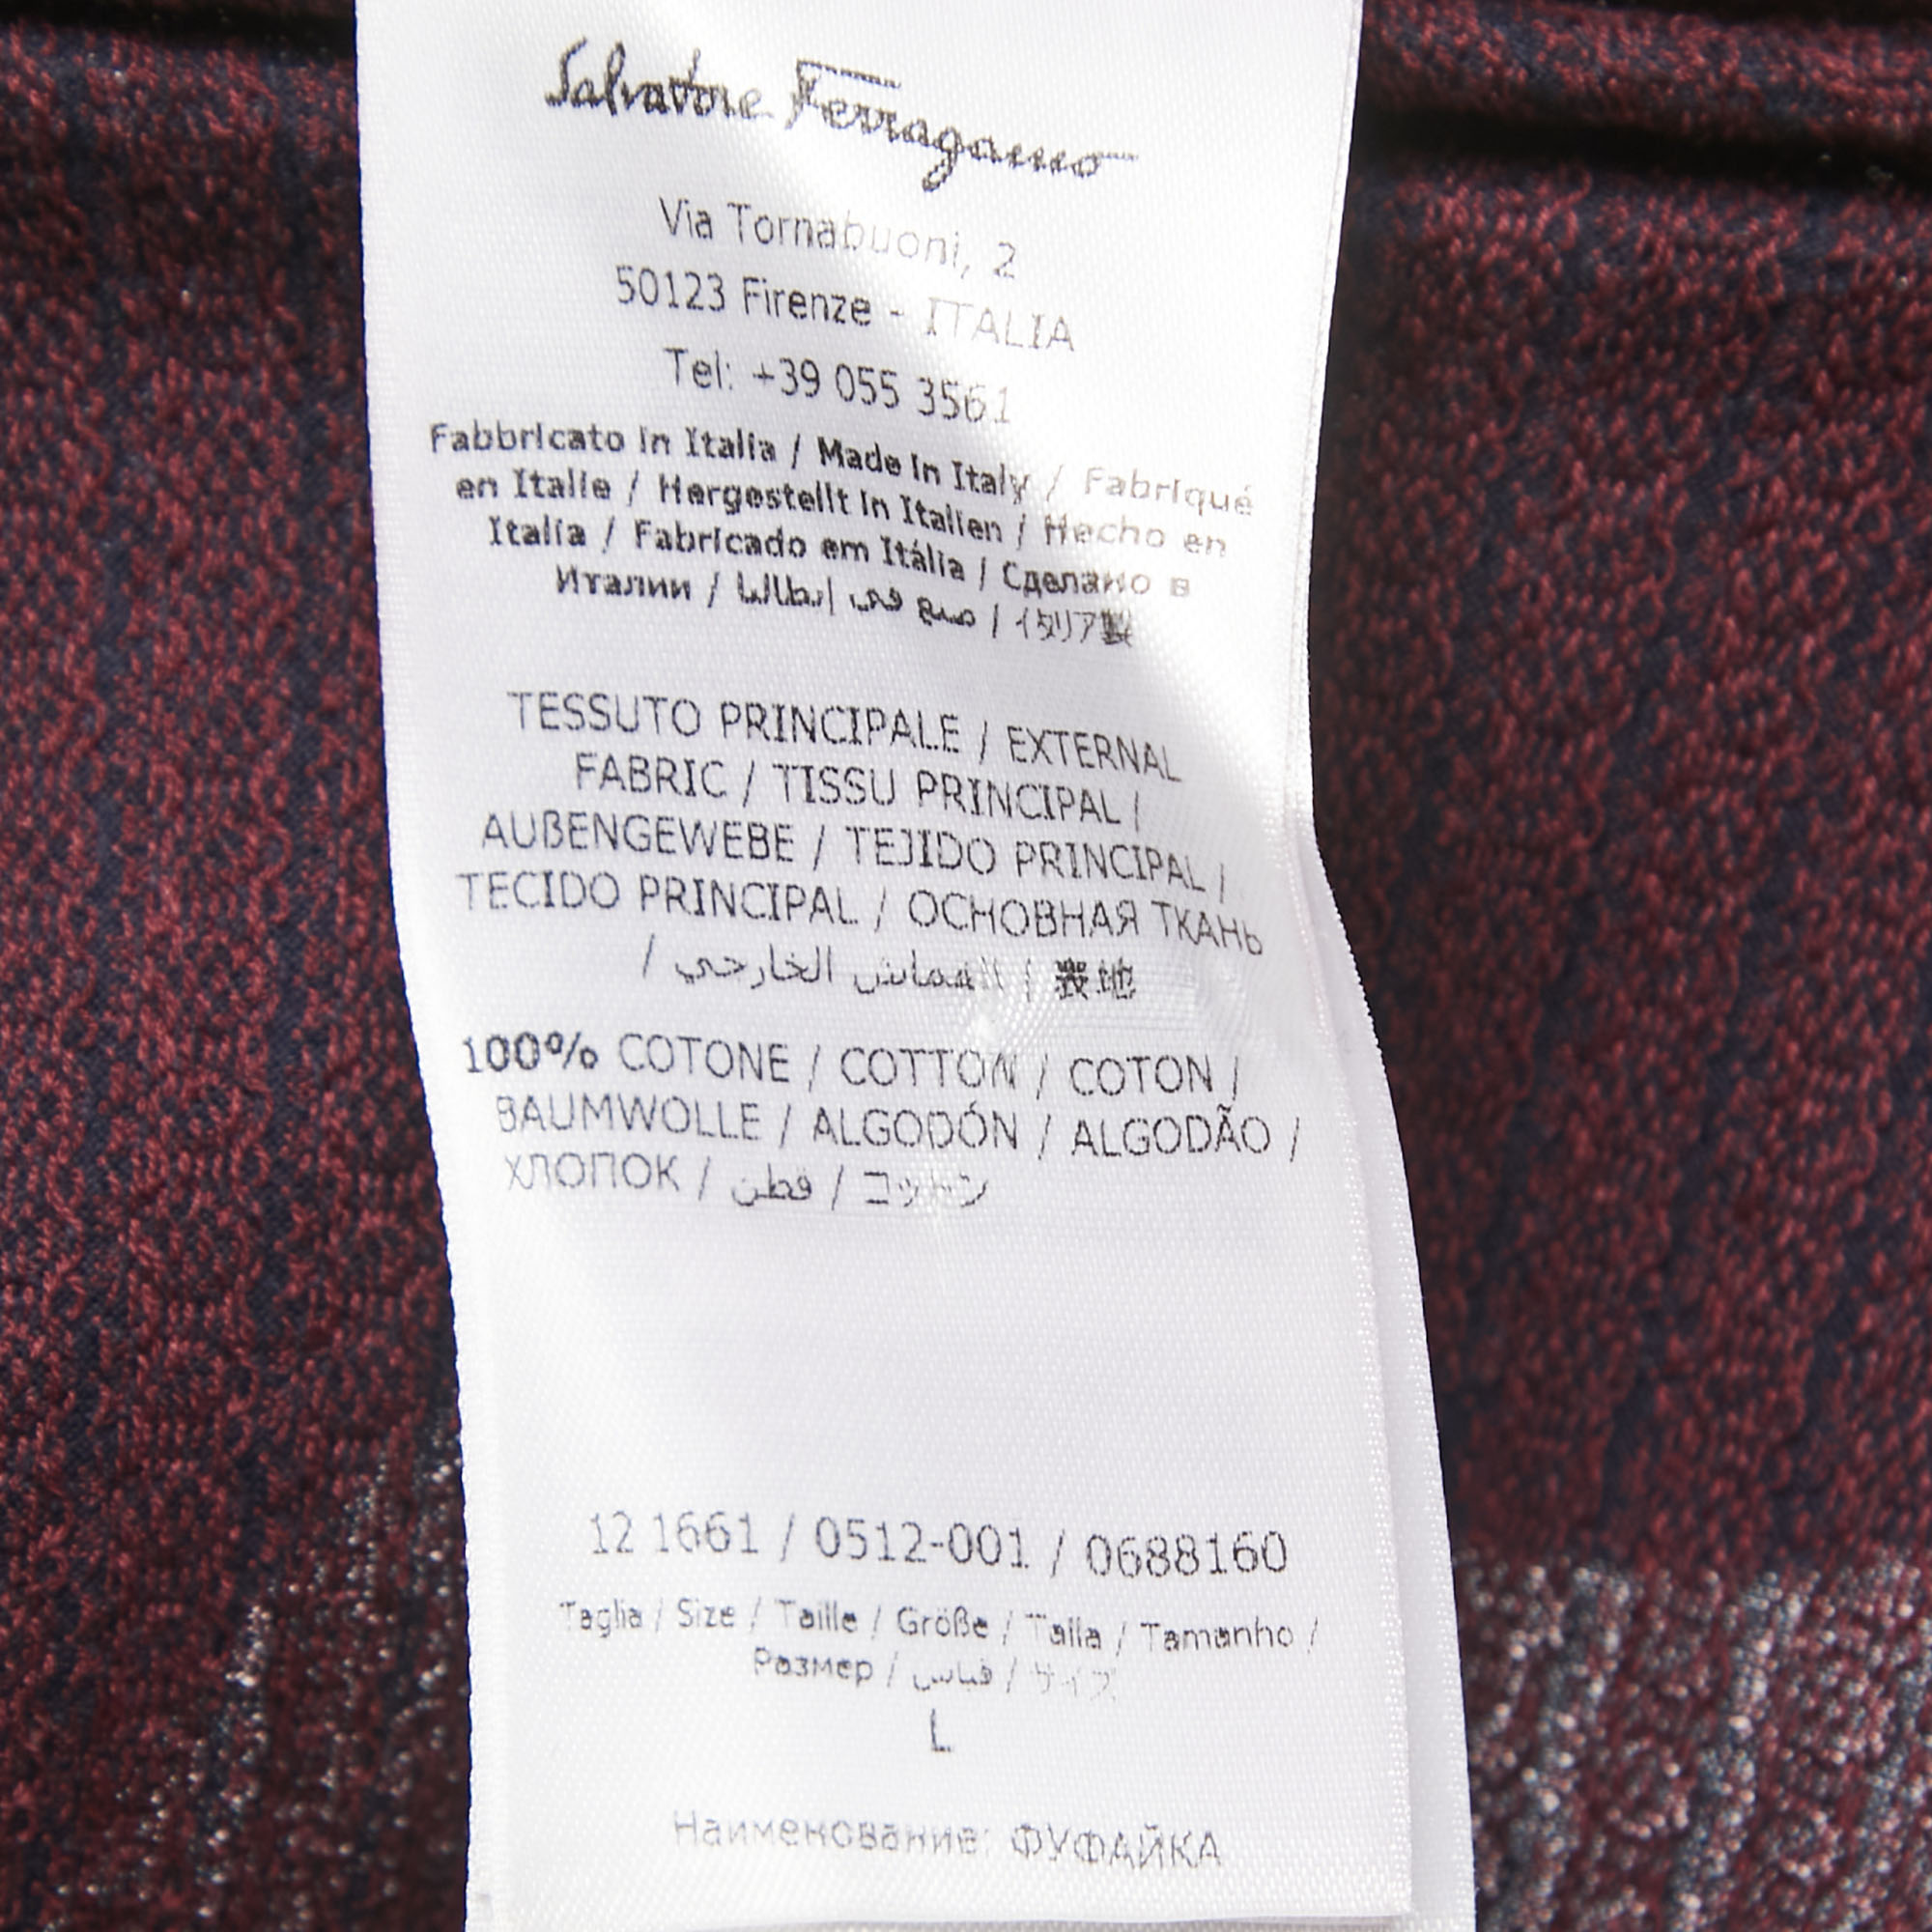 Salvatore Ferragamo
Via Tornabuoni, 2
50123 Firenze - ITALIA
Tel: +39 055 3561
Fabbricato in Italia / Made in Italy / Fabriqué
en Italie / Hergestellt in Italien / Hecho en
Italia / Fabricado em Itália / Сделано в
Италии / صنع في إيطاليا / イタリア製
TESSUTO PRINCIPALE / EXTERNAL
FABRIC / TISSU PRINCIPAL /
AUßENGEWEBE / TEJIDO PRINCIPAL /
TECIDO PRINCIPAL / ОСНОВНАЯ ТКАНЬ
/ القماش الخارجي / 表地
100% COTONE / COTTON / COTON /
BAUMWOLLE / ALGODÓN / ALGODÃO /
ХЛОПОК / قطن / コットン
12 1661 / 0512-001 / 0688160
Taglia / Size / Taille / Größe / Talla / Tamanho /
Размер / قياس / サイズ
L
Наименование: ФУФАЙКА